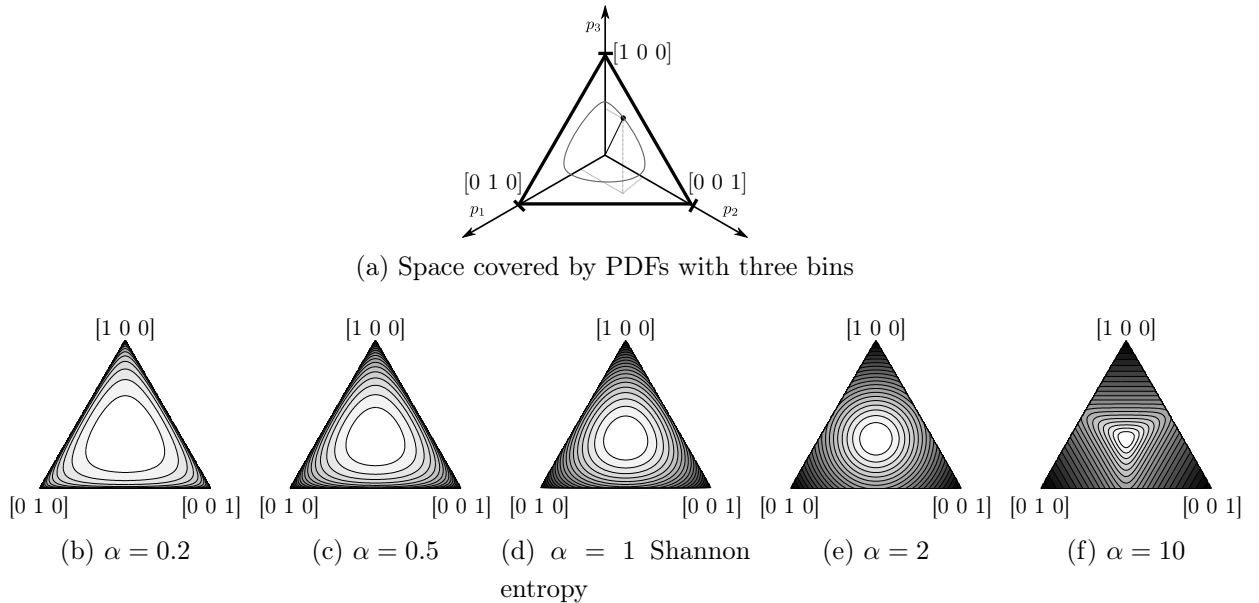 p3
[1 0 0]
[0 1 0]
[0 0 1]
p1
p2
(a) Space covered by PDFs with three bins
[1 0 0]
[1 0 0]
[1 0 0]
[1 0 0]
[1 0 0]
[0 1 0]
[0 0 1]
[0 1 0]
[0 0 1]
[0 1 0]
[0 0 1]
[0 1 0]
[0 0 1]
[0 1 0]
[0 0 1]
(b) α = 0.2
(c) α = 0.5
(d) α = 1 Shannon
entropy
(e) α = 2
(f) α = 10